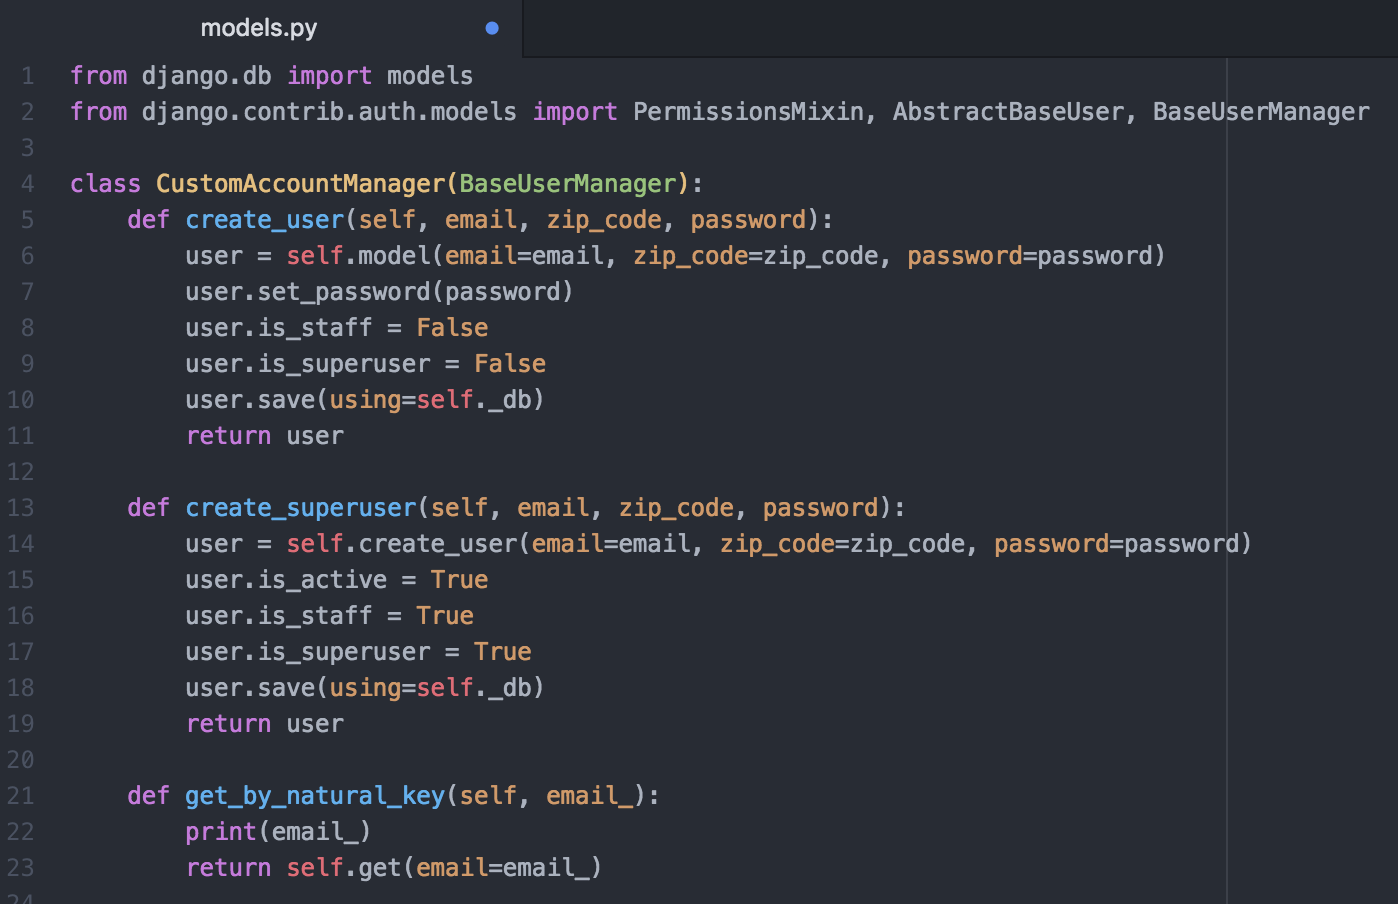 models.py
1 from django.db import models
2 from django.contrib.auth.models import PermissionsMixin, AbstractBaseUser, BaseUserManager
3
4 class CustomAccountManager(BaseUserManager):
5     def create_user(self, email, zip_code, password):
6         user = self.model(email=email, zip_code=zip_code, password=password)
7         user.set_password(password)
8         user.is_staff = False
9         user.is_superuser = False
10         user.save(using=self._db)
11         return user
12
13     def create_superuser(self, email, zip_code, password):
14         user = self.create_user(email=email, zip_code=zip_code, password=password)
15         user.is_active = True
16         user.is_staff = True
17         user.is_superuser = True
18         user.save(using=self._db)
19         return user
20
21     def get_by_natural_key(self, email_):
22         print(email_)
23         return self.get(email=email_)
24